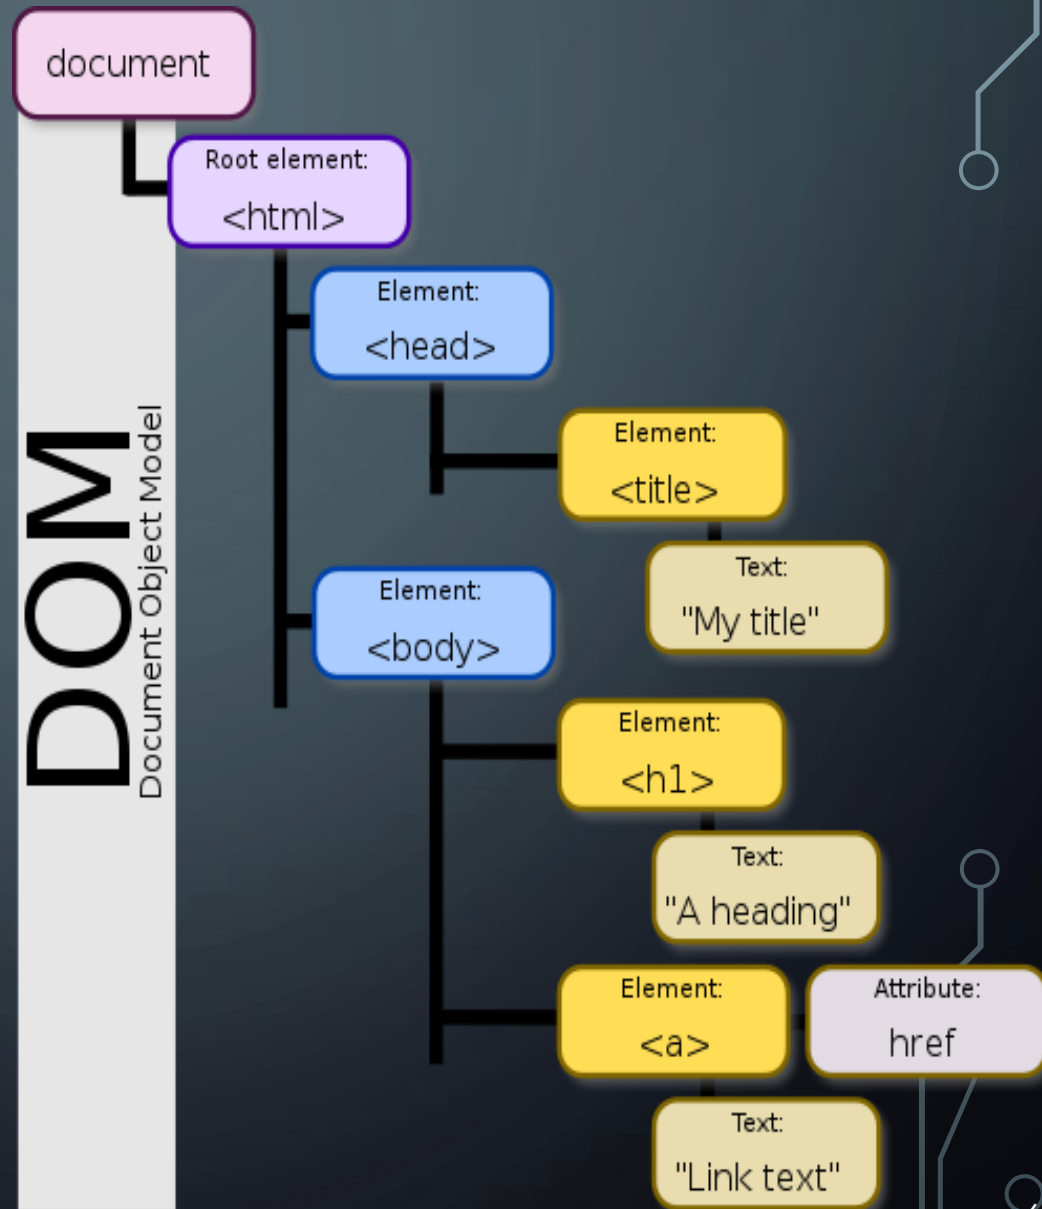 document
Root element:
<html>
Element:
<head>
Element:
<title>
Text:
"My title"
Element:
<body>
Element:
<h1>
Text:
"A heading"
Element:
<a>
Attribute:
href
Text:
"Link text"
DOM
Document Object Model